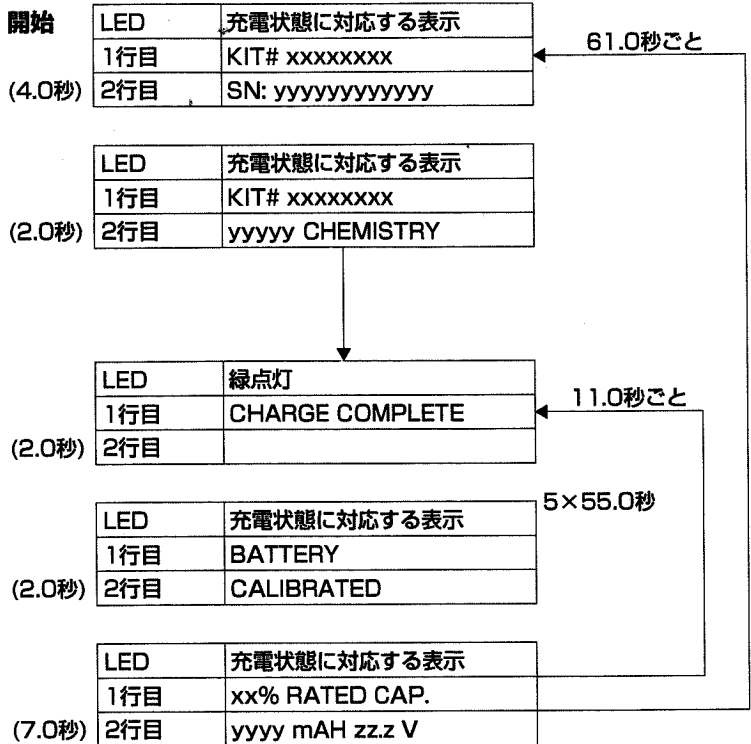 開始 LED 充電状態に対応する表示
1行目 KIT# xxxxxxxx
61.0秒ごと
(4.0秒) 2行目 SN: yyyyyyyyyyyy
LED 充電状態に対応する表示
1行目 KIT# xxxxxxxx
(2.0秒) 2行目 yyyyy CHEMISTRY
LED 緑点灯
1行目 CHARGE COMPLETE
11.0秒ごと
(2.0秒) 2行目
5×55.0秒
LED 充電状態に対応する表示
1行目 BATTERY
(2.0秒) 2行目 CALIBRATED
LED 充電状態に対応する表示
1行目 xx% RATED CAP.
(7.0秒) 2行目 yyyy mAH zz.z V